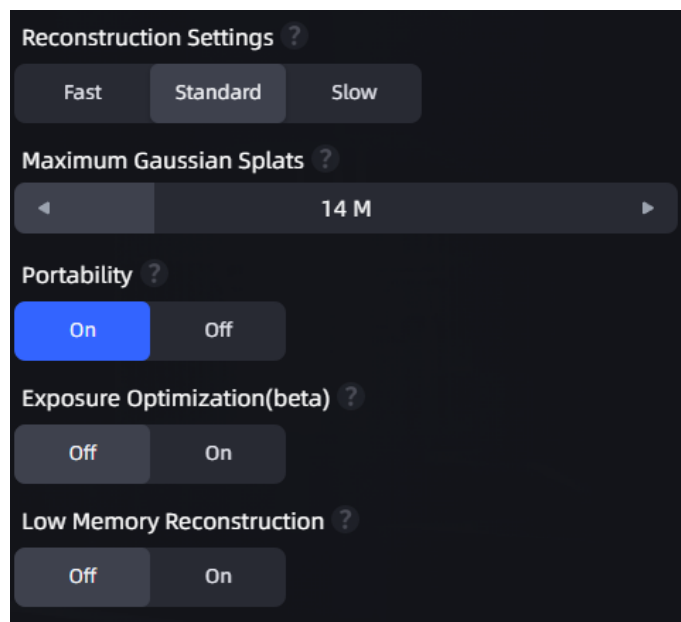 Reconstruction Settings ?
Fast Standard Slow
Maximum Gaussian Splats ?
14 M
Portability ?
On Off
Exposure Optimization(beta) ?
Off On
Low Memory Reconstruction ?
Off On